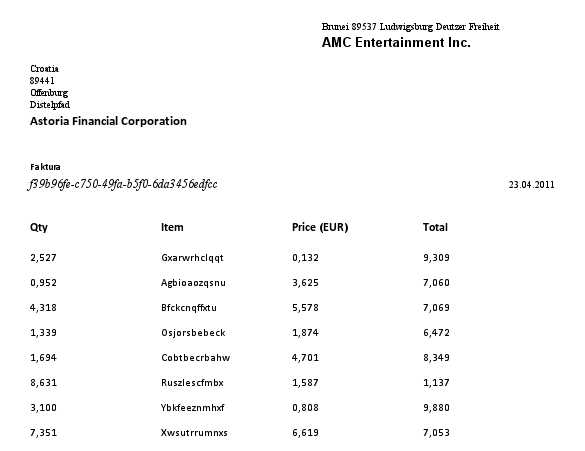 Brunei 89537 Ludwigsburg Deutzer Freiheit
AMC Entertainment Inc.
Croatia
89441
Offenburg
Distelpfad
Astoria Financial Corporation
Faktura
f39b96fe-c750-49fa-b5f0-6da3456edfcc 23.04.2011
Qty Item Price (EUR) Total
2,527 Gxarwrhclqqt 0,132 9,309
0,952 Agbioaozqsnu 3,625 7,060
4,318 Bfckcnqffxtu 5,578 7,069
1,339 Osjorsbebeck 1,874 6,472
1,694 Cobtbecrbahw 4,701 8,349
8,631 Ruszlescfmbx 1,587 1,137
3,100 Ybkfeeznmhxf 0,808 9,880
7,351 Xwsutrrumnxs 6,619 7,053